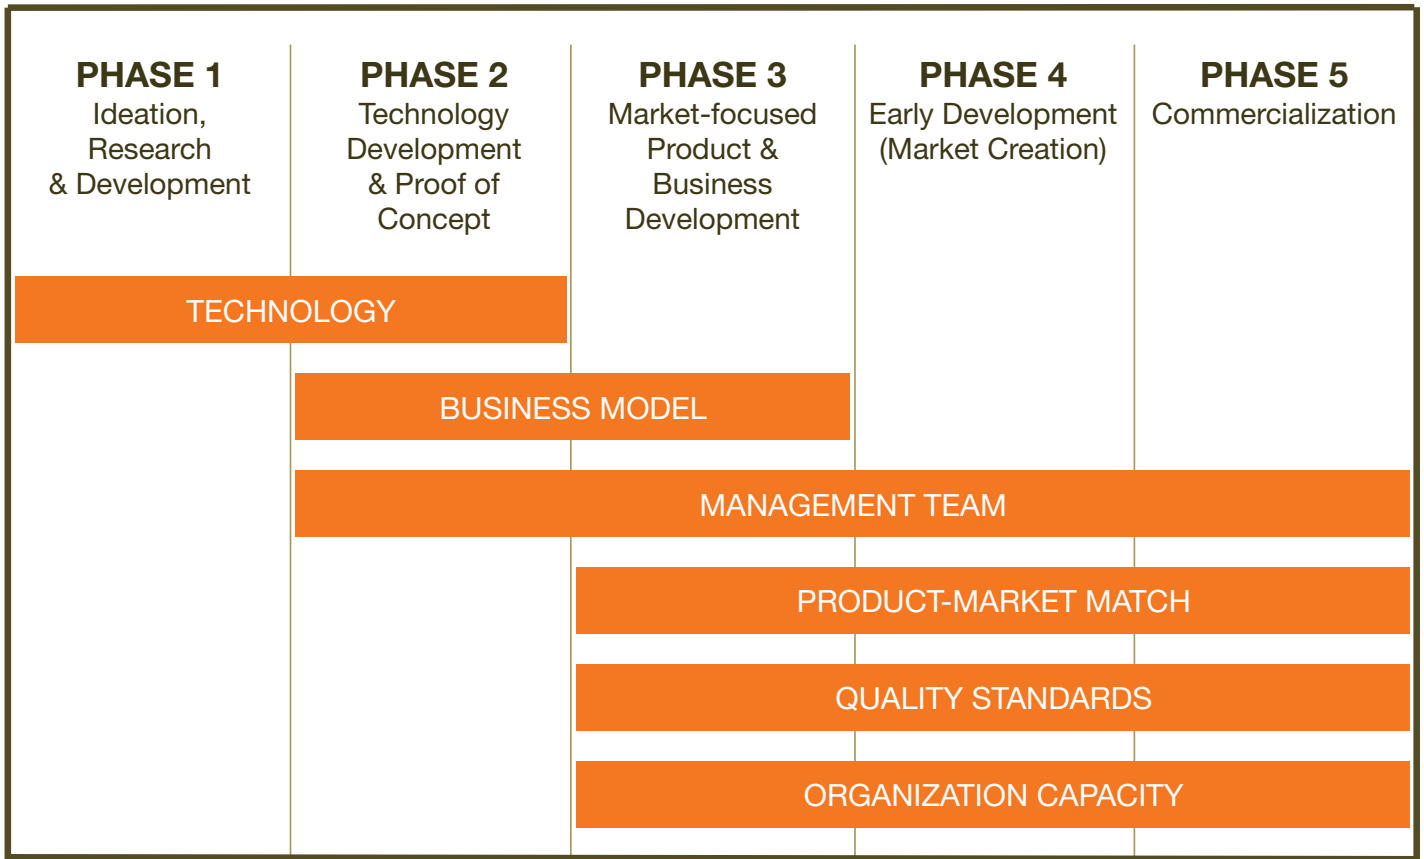 PHASE 1
Ideation,
Research
& Development
PHASE 2
Technology
Development
& Proof of
Concept
PHASE 3
Market-focused
Product &
Business
Development
PHASE 4
Early Development
(Market Creation)
PHASE 5
Commercialization
TECHNOLOGY
BUSINESS MODEL
MANAGEMENT TEAM
PRODUCT-MARKET MATCH
QUALITY STANDARDS
ORGANIZATION CAPACITY